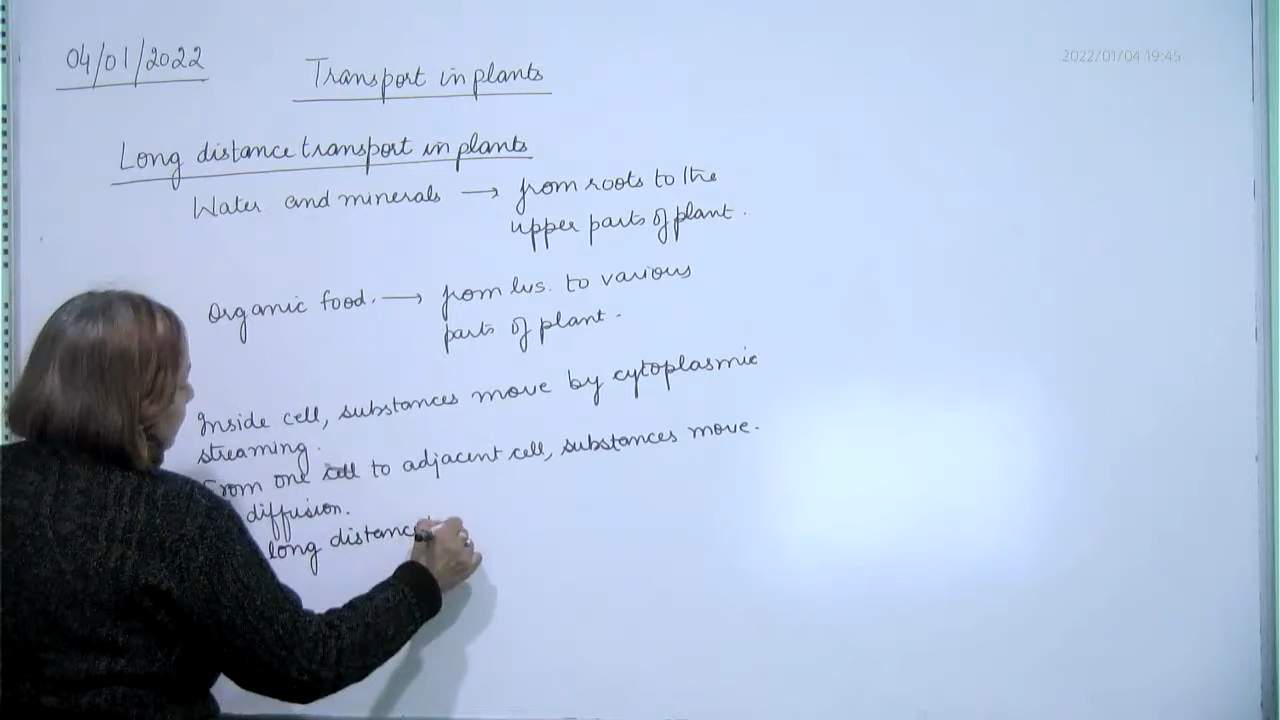 04/01/2022
2022/01/04 19:45
Transport in plants
Long distance transport in plants
Water and minerals → from roots to the
upper parts of plant.
Organic food. → from lvs. to various
parts of plant.
Inside cell, substances move by cytoplasmic
streaming.
From one cell to adjacent cell, substances move.
diffusion.
long distance